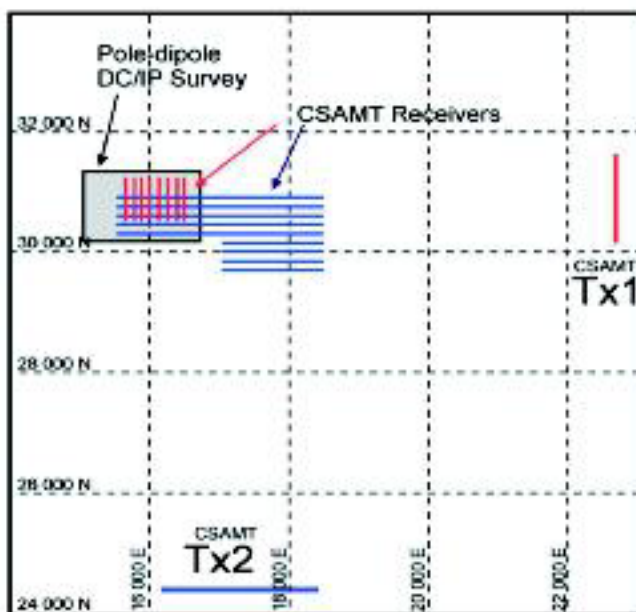 Pole-dipole
DC/IP Survey
CSAMT Receivers
32 000 N
30 000 N
CSAMT
Tx1
28 000 N
26 000 N
CSAMT
Tx2
24 000 N
16 000 E
18 000 E
20 000 E
22 000 E